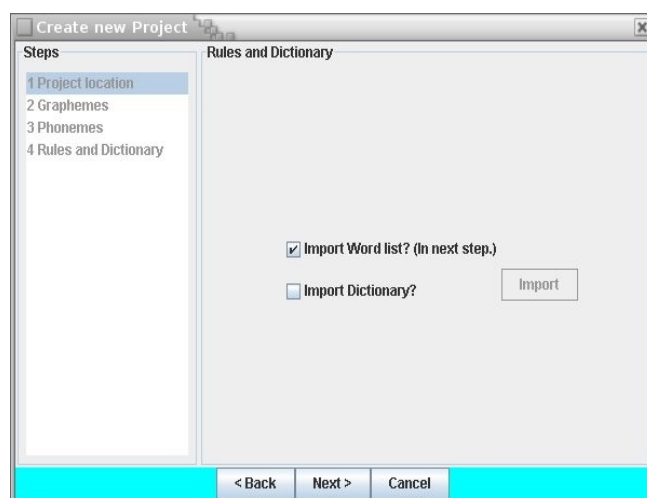 Create new Project
Steps
1 Project location
2 Graphemes
3 Phonemes
4 Rules and Dictionary
Rules and Dictionary
Import Word list? (In next step.)
Import Dictionary?
Import
< Back
Next >
Cancel